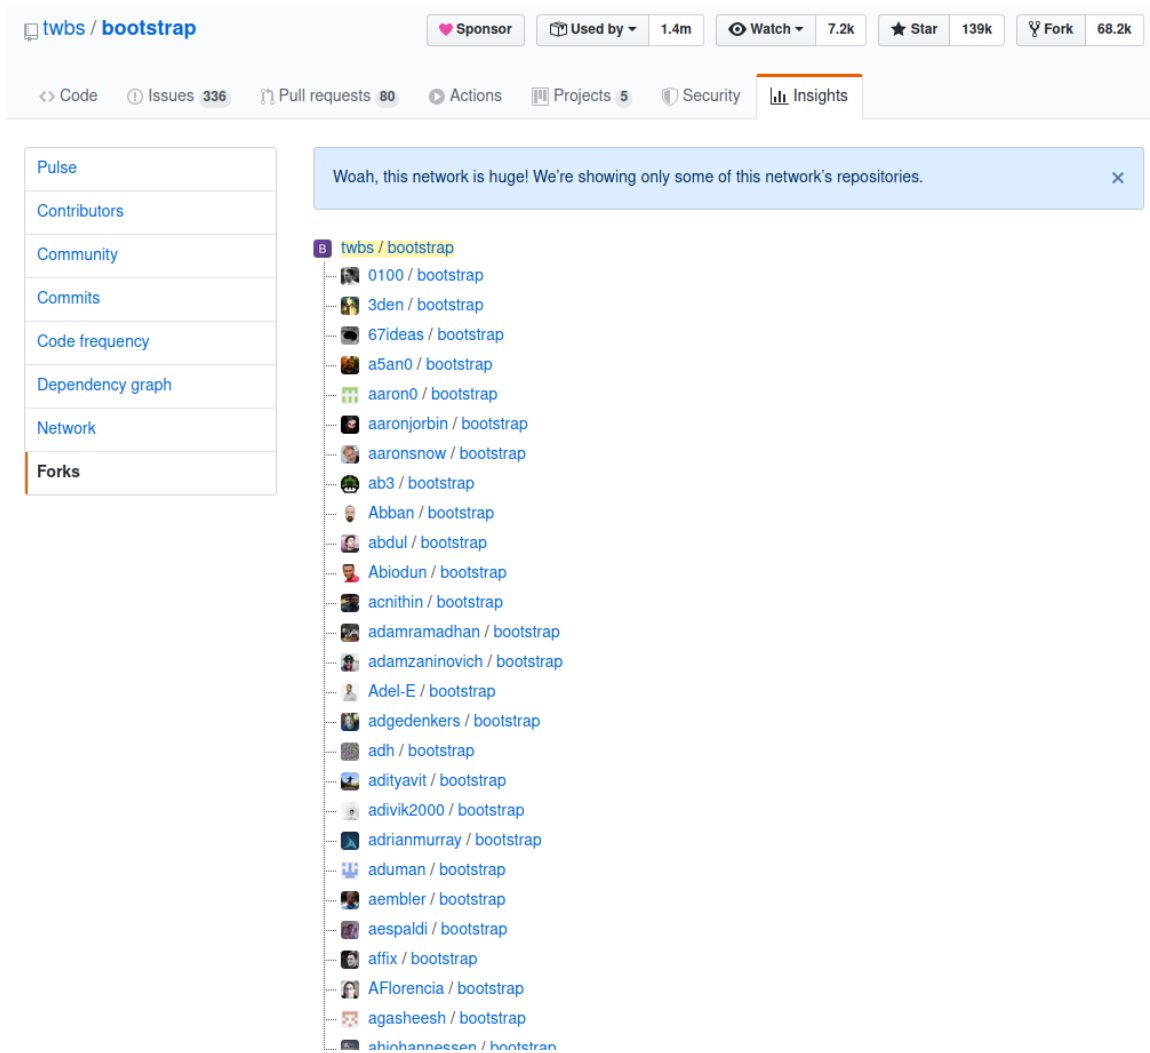 twbs / bootstrap
Sponsor Used by 1.4m Watch 7.2k Star 139k Fork 68.2k
Code Issues 336 Pull requests 80 Actions Projects 5 Security Insights
Pulse
Contributors
Community
Commits
Code frequency
Dependency graph
Network
Forks
Woah, this network is huge! We're showing only some of this network's repositories. ×
B twbs / bootstrap
0100 / bootstrap
3den / bootstrap
67ideas / bootstrap
a5an0 / bootstrap
aaron0 / bootstrap
aaronjorbin / bootstrap
aaronsnow / bootstrap
ab3 / bootstrap
Abban / bootstrap
abdul / bootstrap
Abiodun / bootstrap
acnithin / bootstrap
adamramadhan / bootstrap
adamzaninovich / bootstrap
Adel-E / bootstrap
adgedenkers / bootstrap
adh / bootstrap
adityavit / bootstrap
adivik2000 / bootstrap
adrianmurray / bootstrap
aduman / bootstrap
aembler / bootstrap
aespaldi / bootstrap
affix / bootstrap
AFlorencia / bootstrap
agasheesh / bootstrap
ahjohannessen / bootstrap